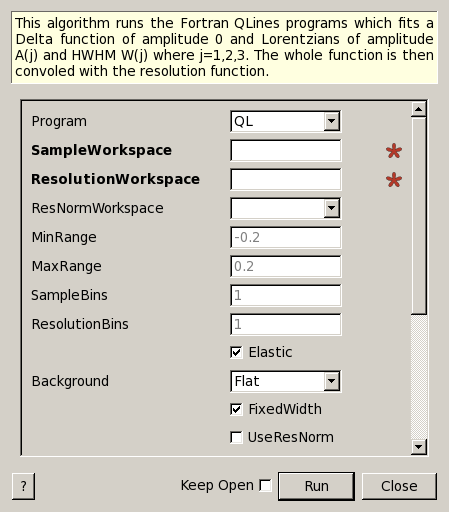 This algorithm runs the Fortran QLines programs which fits a
Delta function of amplitude 0 and Lorentzians of amplitude
A(j) and HWHM W(j) where j=1,2,3. The whole function is then
convoled with the resolution function.
Program QL
SampleWorkspace *
ResolutionWorkspace *
ResNormWorkspace
MinRange -0.2
MaxRange 0.2
SampleBins 1
ResolutionBins 1
Elastic
Background Flat
FixedWidth
UseResNorm
? Keep Open Run Close